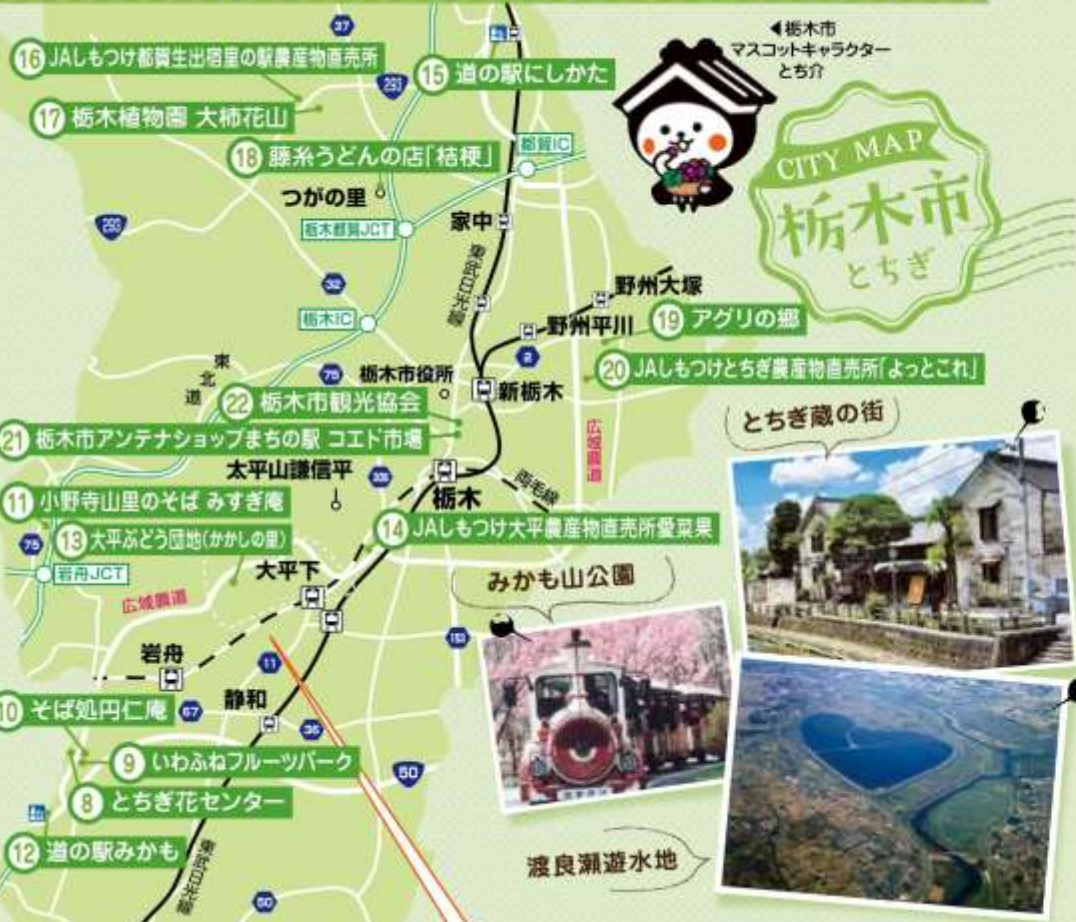 37
◀栃木市
マスコットキャラクター
とち介
⑯ JAしもつけ都賀生出宿里の駅農産物直売所
⑮ 道の駅にしかた
293
⑰ 栃木植物園 大柿花山
都賀IC
CITY MAP
栃木市
とちぎ
⑱ 藤糸うどんの店「桔梗」
つがの里
293
栃木都賀JCT
家中
東武日光線
32
野州大塚
栃木IC
野州平川
⑲ アグリの郷
2
東北道
75
栃木市役所
⑳ JAしもつけとちぎ農産物直売所「よっとこれ」
新栃木
㉒ 栃木市観光協会
とちぎ蔵の街
㉑ 栃木市アンテナショップまちの駅 コエド市場
広域農道
太平山謙信平
栃木
両毛線
⑪ 小野寺山里のそば みすぎ庵
⑭ JAしもつけ大平農産物直売所愛菜果
75
⑬ 大平ぶどう団地(かかしの里)
岩舟JCT
大平下
みかも山公園
広域農道
153
岩舟
11
静和
⑩ そば処円仁庵
67
36
⑨ いわふねフルーツパーク
50
⑧ とちぎ花センター
⑫ 道の駅みかも
東武日光線
渡良瀬遊水地
50